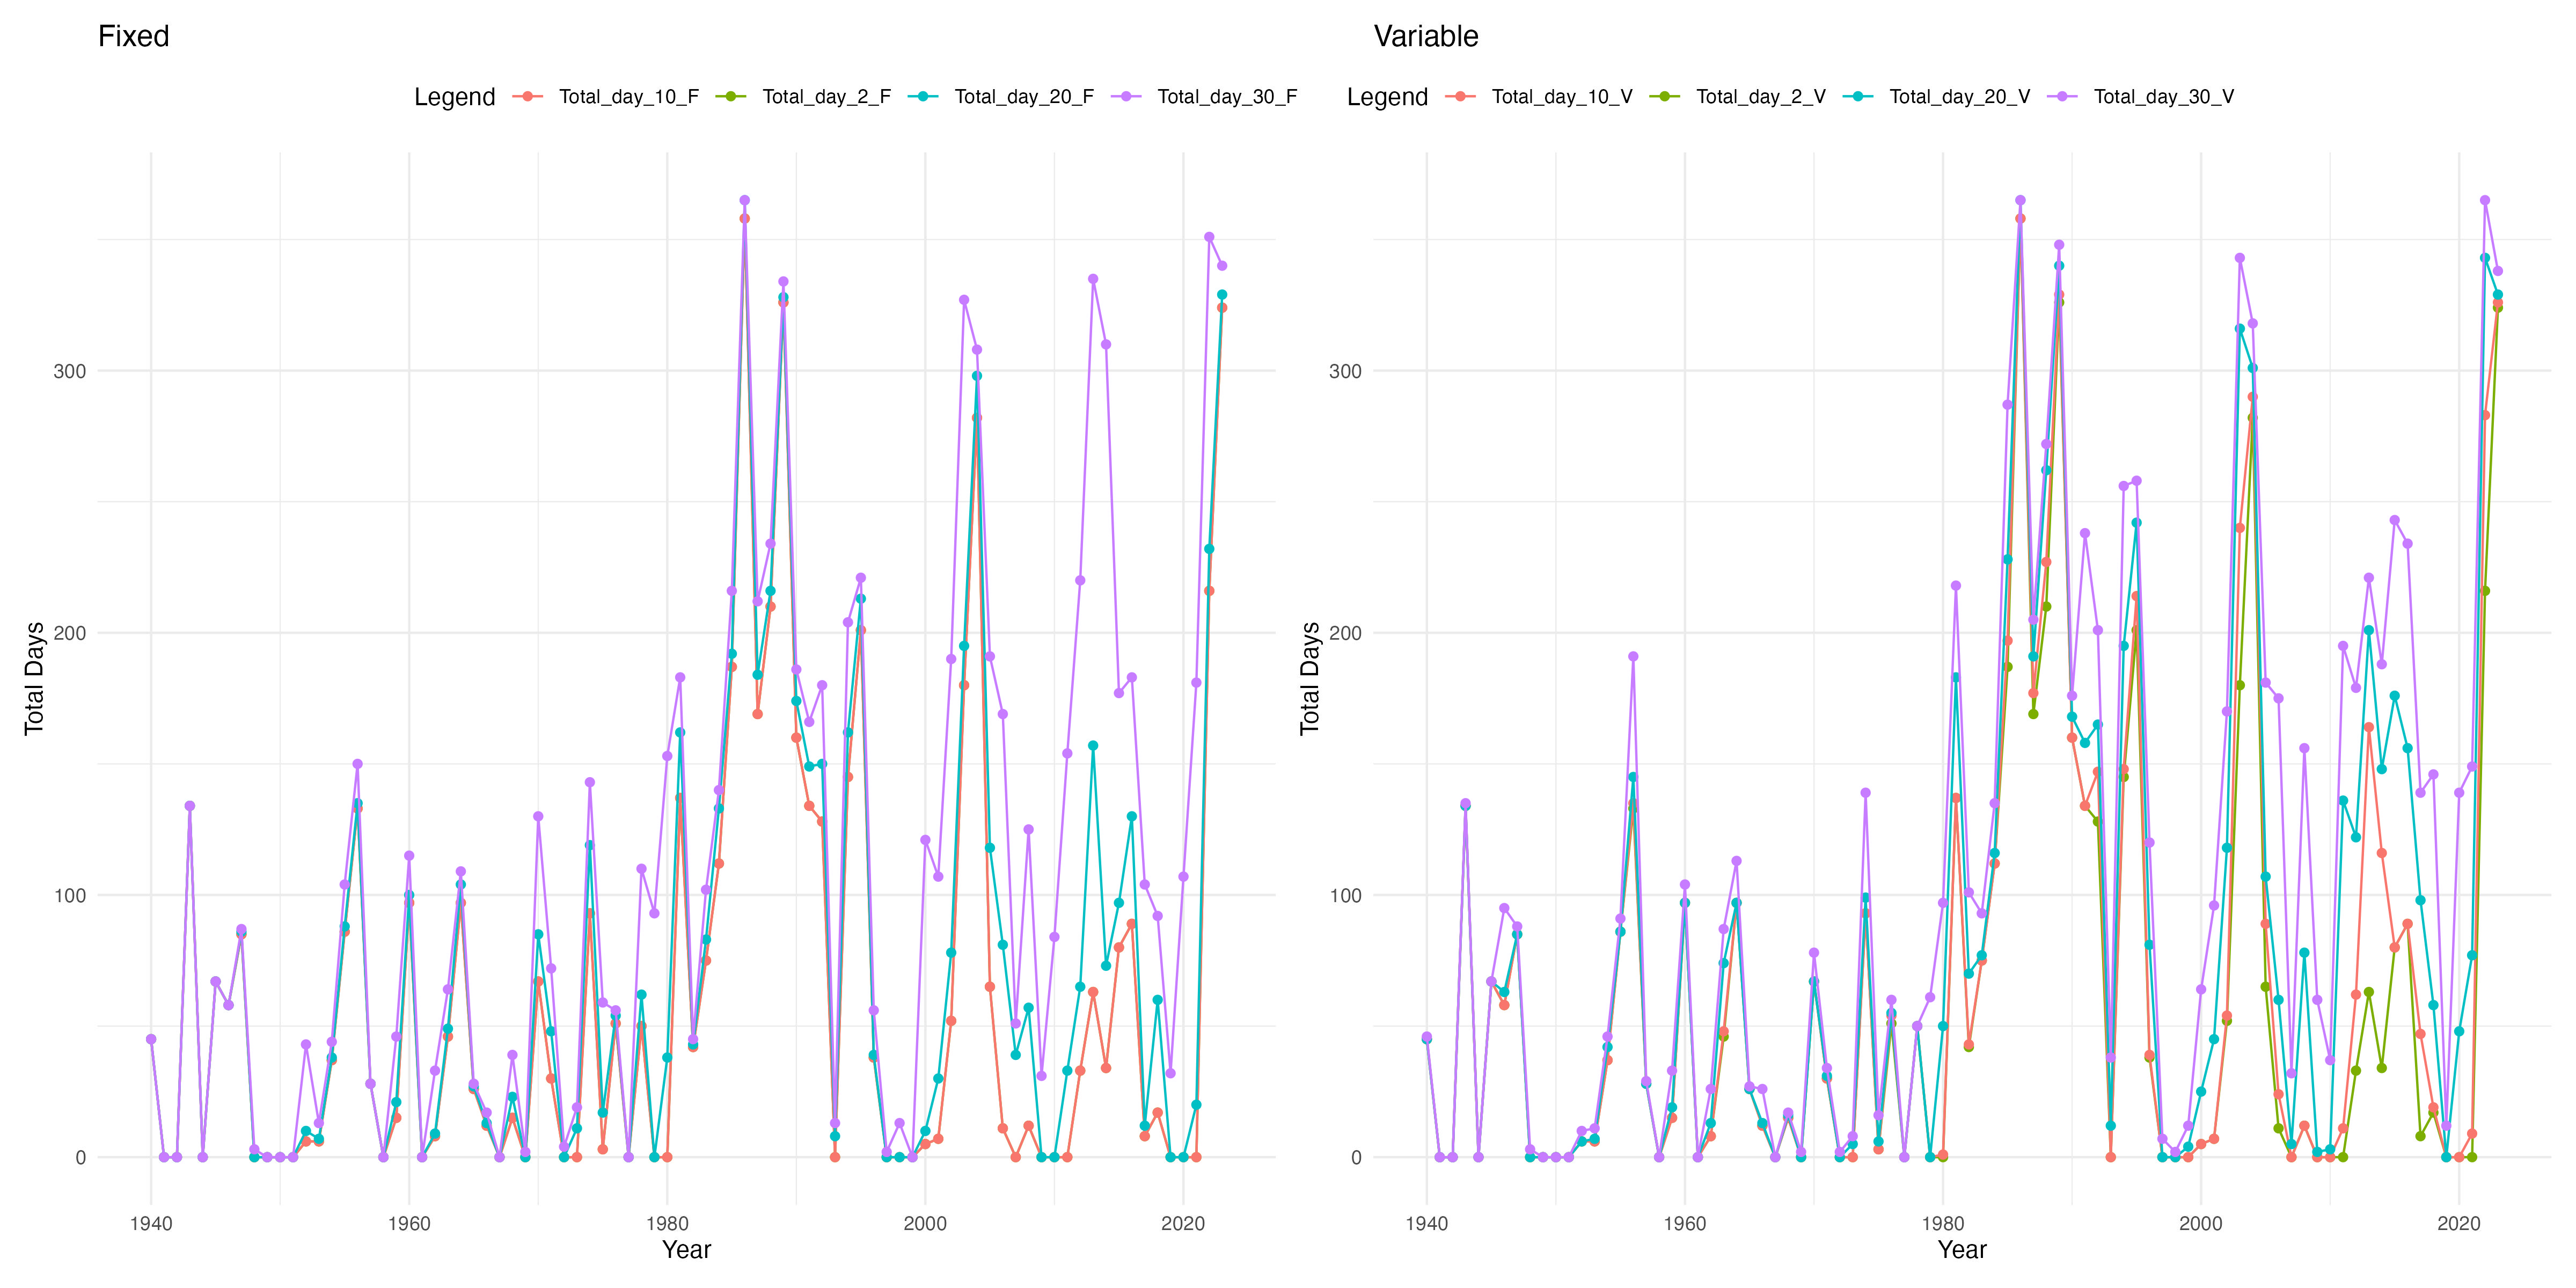 Fixed
Legend Total_day_10_F Total_day_2_F Total_day_20_F Total_day_30_F
Total Days
300
200
100
0
1940 1960 1980 2000 2020
Year
Variable
Legend Total_day_10_V Total_day_2_V Total_day_20_V Total_day_30_V
Total Days
300
200
100
0
1940 1960 1980 2000 2020
Year